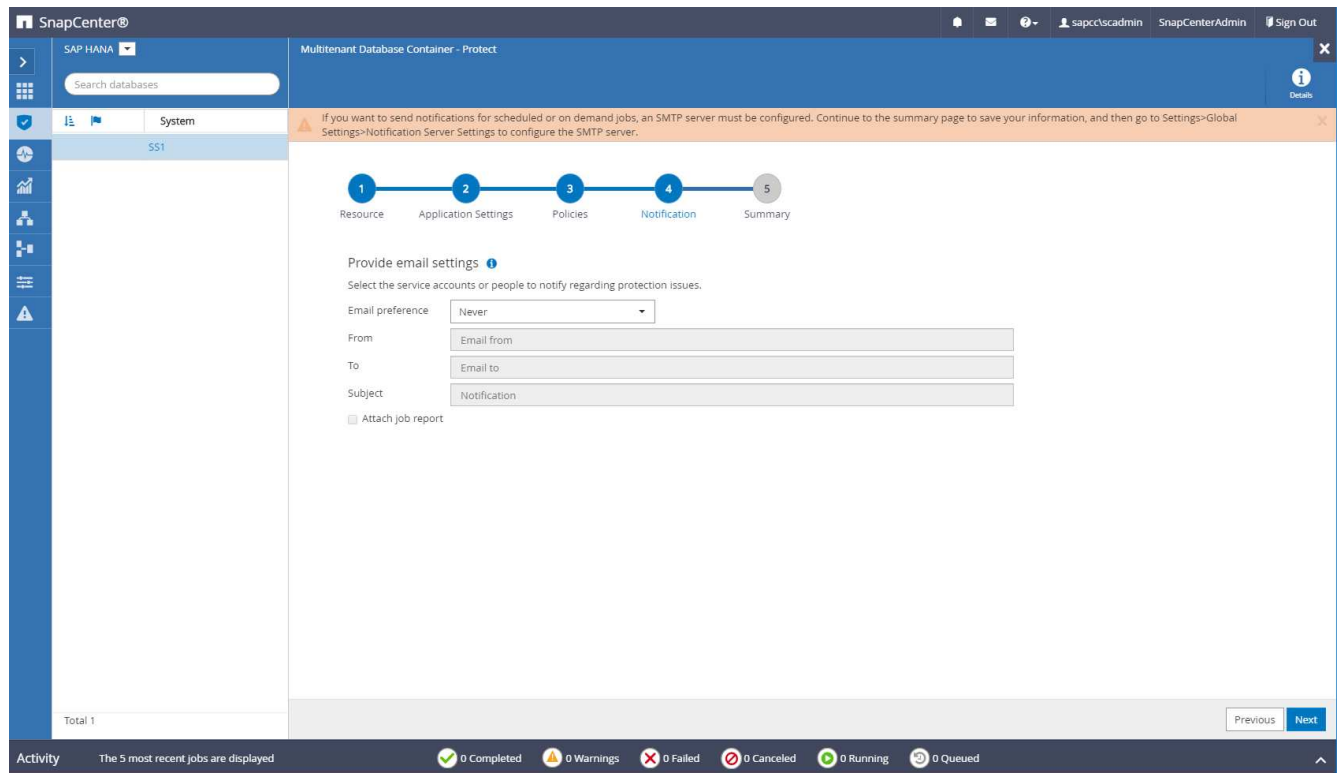 SnapCenter®
sapcc\scadmin SnapCenterAdmin Sign Out
SAP HANA
Multitenant Database Container - Protect
Search databases
Details
System
SS1
If you want to send notifications for scheduled or on demand jobs, an SMTP server must be configured. Continue to the summary page to save your information, and then go to Settings>Global
Settings>Notification Server Settings to configure the SMTP server.
1 2 3 4 5
Resource Application Settings Policies Notification Summary
Provide email settings
Select the service accounts or people to notify regarding protection issues.
Email preference Never
From Email from
To Email to
Subject Notification
Attach job report
Total 1
Previous Next
Activity The 5 most recent jobs are displayed 0 Completed 0 Warnings 0 Failed 0 Canceled 0 Running 0 Queued